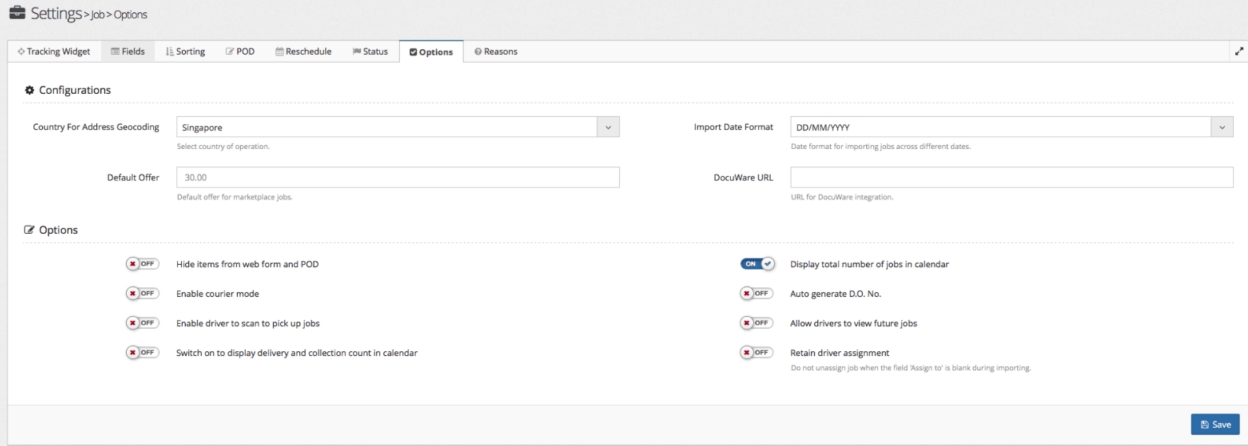 Settings > Job > Options
Tracking Widget Fields Sorting POD Reschedule Status Options Reasons
Configurations
Country For Address Geocoding Singapore
Select country of operation.
Import Date Format DD/MM/YYYY
Date format for importing jobs across different dates.
Default Offer 30.00
Default offer for marketplace jobs.
DocuWare URL
URL for DocuWare integration.
Options
OFF Hide items from web form and POD
ON Display total number of jobs in calendar
OFF Enable courier mode
OFF Auto generate D.O. No.
OFF Enable driver to scan to pick up jobs
OFF Allow drivers to view future jobs
OFF Switch on to display delivery and collection count in calendar
OFF Retain driver assignment
Do not unassign job when the field 'Assign to' is blank during importing.
Save